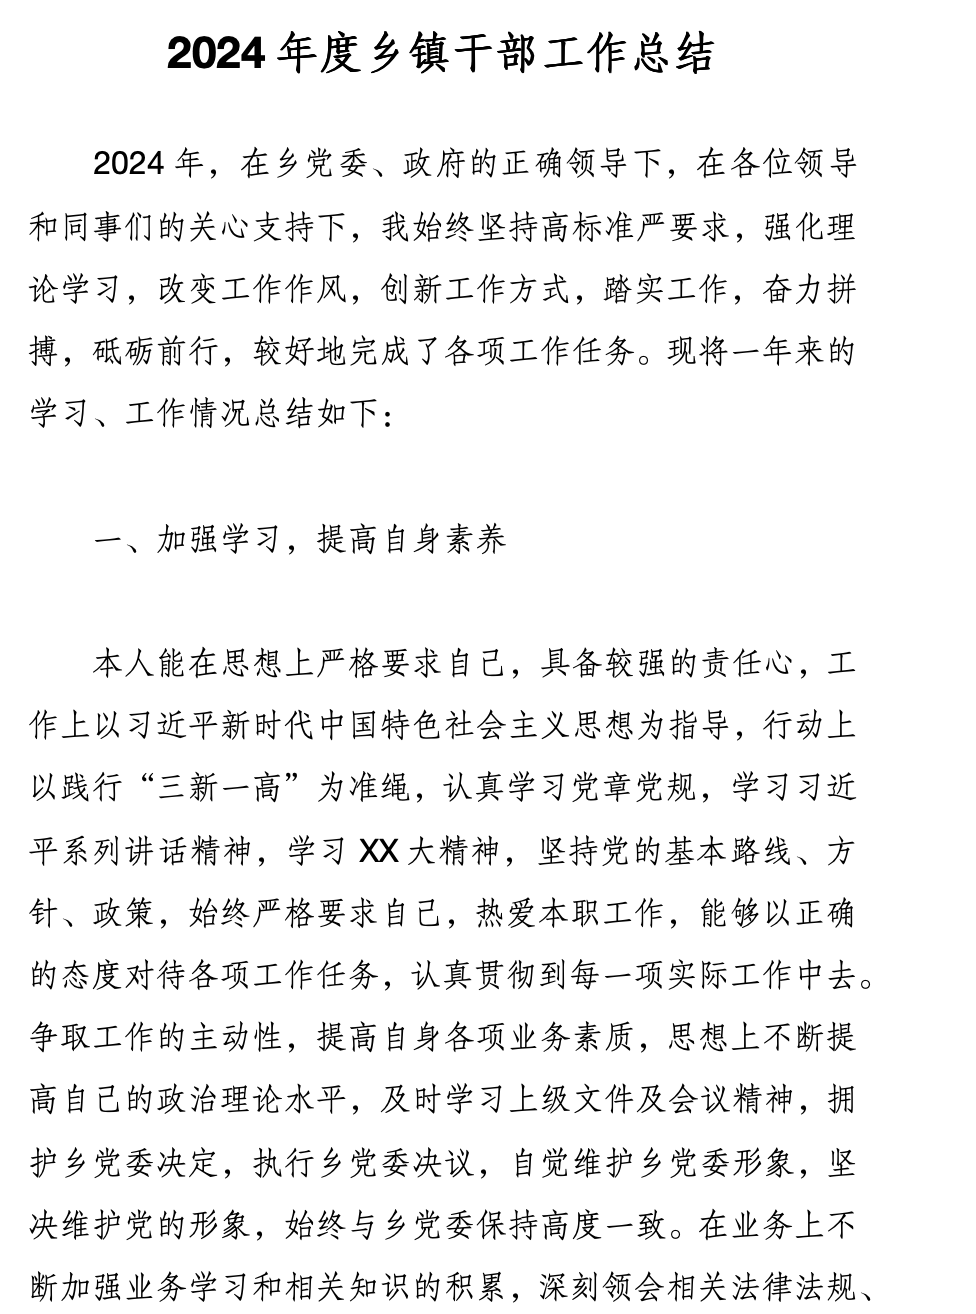 2024 年度乡镇干部工作总结
2024 年，在乡党委、政府的正确领导下，在各位领导
和同事们的关心支持下，我始终坚持高标准严要求，强化理
论学习，改变工作作风，创新工作方式，踏实工作，奋力拼
搏，砥砺前行，较好地完成了各项工作任务。现将一年来的
学习、工作情况总结如下：
一、加强学习，提高自身素养
本人能在思想上严格要求自己，具备较强的责任心，工
作上以习近平新时代中国特色社会主义思想为指导，行动上
以践行“三新一高”为准绳，认真学习党章党规，学习习近
平系列讲话精神，学习 XX 大精神，坚持党的基本路线、方
针、政策，始终严格要求自己，热爱本职工作，能够以正确
的态度对待各项工作任务，认真贯彻到每一项实际工作中去。
争取工作的主动性，提高自身各项业务素质，思想上不断提
高自己的政治理论水平，及时学习上级文件及会议精神，拥
护乡党委决定，执行乡党委决议，自觉维护乡党委形象，坚
决维护党的形象，始终与乡党委保持高度一致。在业务上不
断加强业务学习和相关知识的积累，深刻领会相关法律法规、